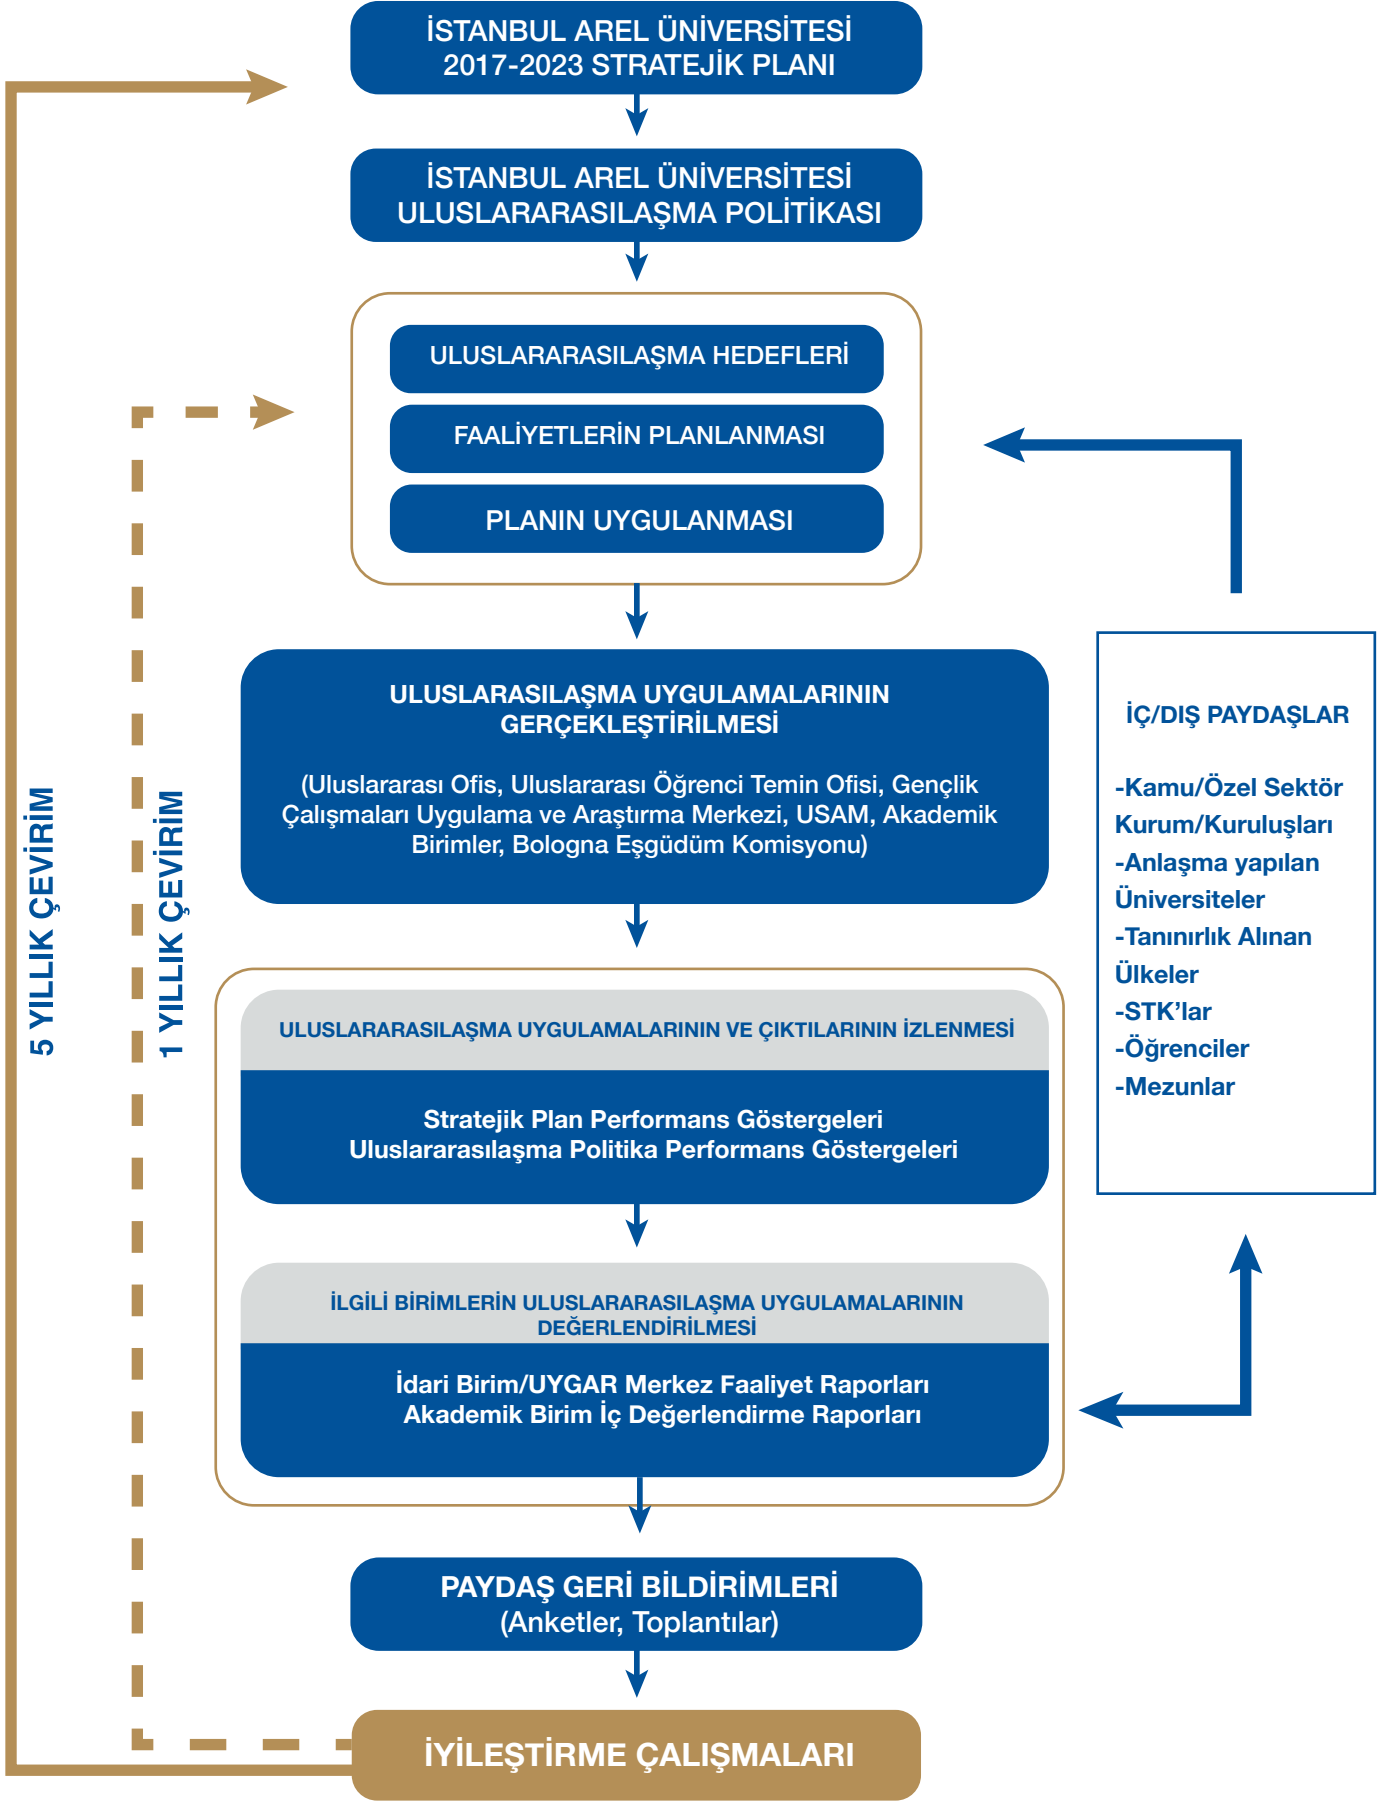 İSTANBUL AREL ÜNİVERSİTESİ
2017-2023 STRATEJİK PLANI
İSTANBUL AREL ÜNİVERSİTESİ
ULUSLARARASILAŞMA POLİTİKASI
ULUSLARARASILAŞMA HEDEFLERİ
FAALİYETLERİN PLANLANMASI
PLANIN UYGULANMASI
ULUSLARASILAŞMA UYGULAMALARININ
GERÇEKLEŞTİRİLMESİ
(Uluslararası Ofis, Uluslararası Öğrenci Temin Ofisi, Gençlik
Çalışmaları Uygulama ve Araştırma Merkezi, USAM, Akademik
Birimler, Bologna Eşgüdüm Komisyonu)
ULUSLARARASILAŞMA UYGULAMALARININ VE ÇIKTILARININ İZLENMESİ
Stratejik Plan Performans Göstergeleri
Uluslararasılaşma Politika Performans Göstergeleri
İLGİLİ BİRİMLERİN ULUSLARARASILAŞMA UYGULAMALARININ
DEĞERLENDİRİLMESİ
İdari Birim/UYGAR Merkez Faaliyet Raporları
Akademik Birim İç Değerlendirme Raporları
PAYDAŞ GERİ BİLDİRİMLERİ
(Anketler, Toplantılar)
İYİLEŞTİRME ÇALIŞMALARI
5 YILLIK ÇEVİRİM
1 YILLIK ÇEVİRİM
İÇ/DIŞ PAYDAŞLAR
-Kamu/Özel Sektör
Kurum/Kuruluşları
-Anlaşma yapılan
Üniversiteler
-Tanınırlık Alınan
Ülkeler
-STK’lar
-Öğrenciler
-Mezunlar